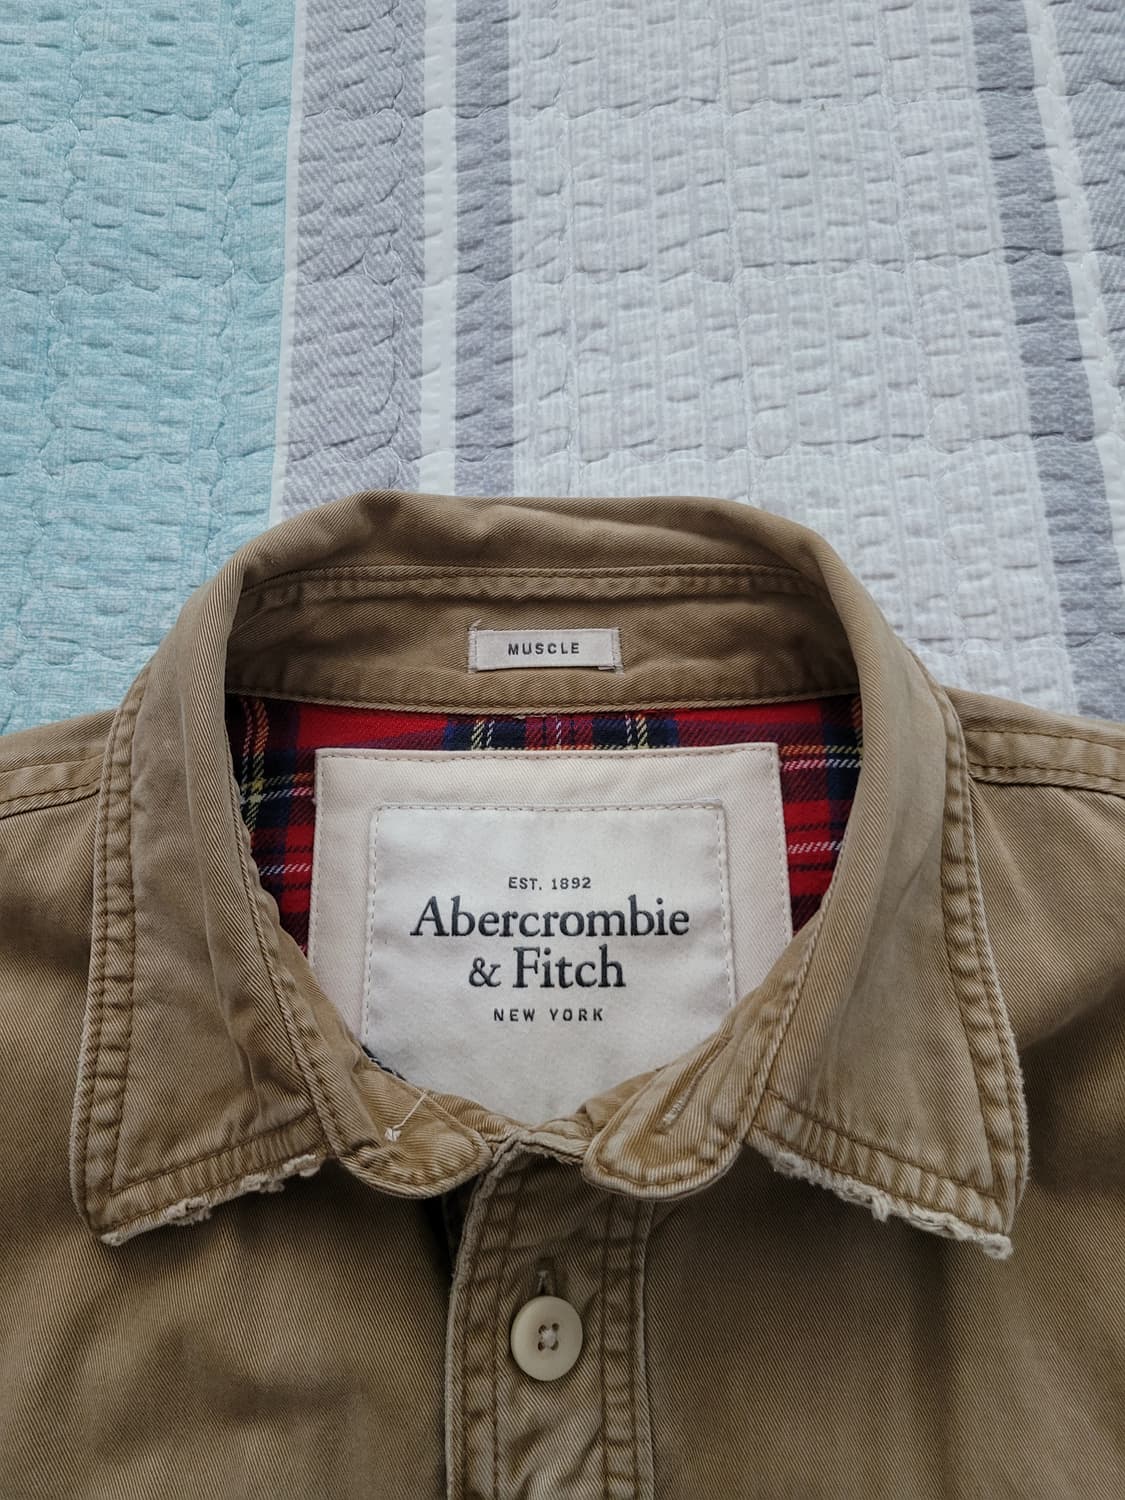 MUSCLE
EST. 1892
Abercrombie
& Fitch
NEW YORK